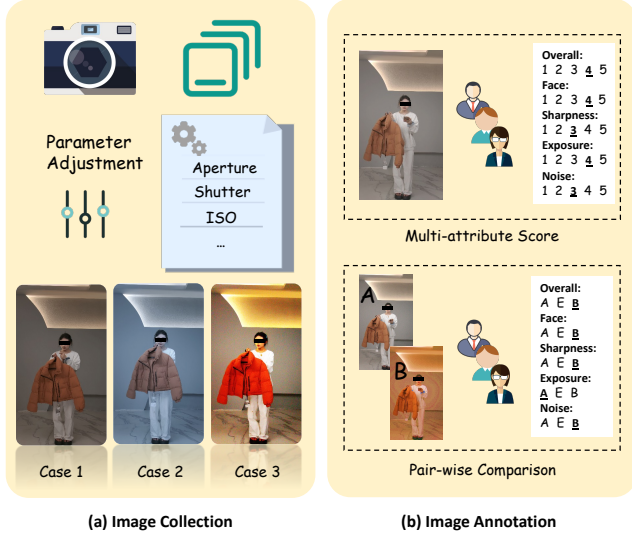 Parameter
Adjustment
Aperture
Shutter
ISO
...
Case 1
Case 2
Case 3
(a) Image Collection
Overall:
1 2 3 4 5
Face:
1 2 3 4 5
Sharpness:
1 2 3 4 5
Exposure:
1 2 3 4 5
Noise:
1 2 3 4 5
Multi-attribute Score
A
B
Overall:
A E B
Face:
A E B
Sharpness:
A E B
Exposure:
A E B
Noise:
A E B
Pair-wise Comparison
(b) Image Annotation